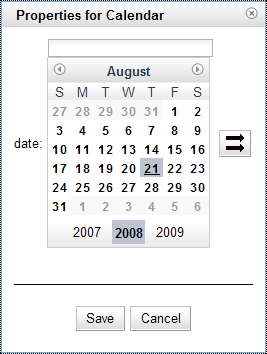 Properties for Calendar
August
S M T W T F S
27 28 29 30 31 1 2
3 4 5 6 7 8 9
date: 10 11 12 13 14 15 16
17 18 19 20 21 22 23
24 25 26 27 28 29 30
31 1 2 3 4 5 6
2007 2008 2009
Save Cancel